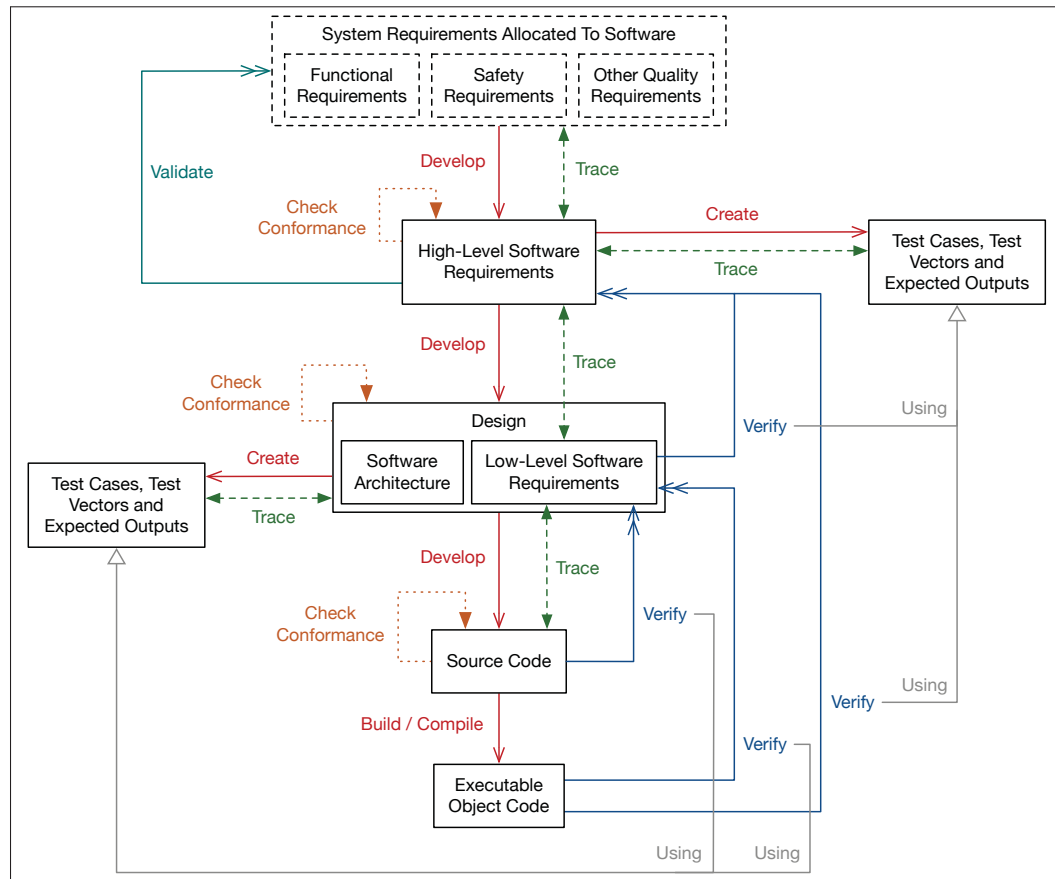 System Requirements Allocated To Software
Functional
Requirements
Safety
Requirements
Other Quality
Requirements
Validate
Develop
Trace
Check
Conformance
High-Level Software
Requirements
Create
Trace
Test Cases, Test
Vectors and
Expected Outputs
Develop
Trace
Check
Conformance
Design
Software
Architecture
Low-Level Software
Requirements
Verify
Using
Create
Trace
Test Cases, Test
Vectors and
Expected Outputs
Develop
Trace
Check
Conformance
Source Code
Verify
Using
Verify
Build / Compile
Verify
Executable
Object Code
Using
Using